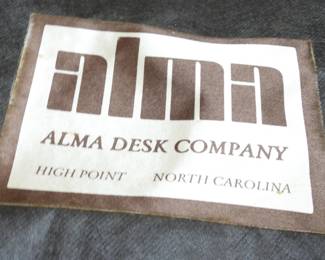 alma
ALMA DESK COMPANY
HIGH POINT NORTH CAROLINA